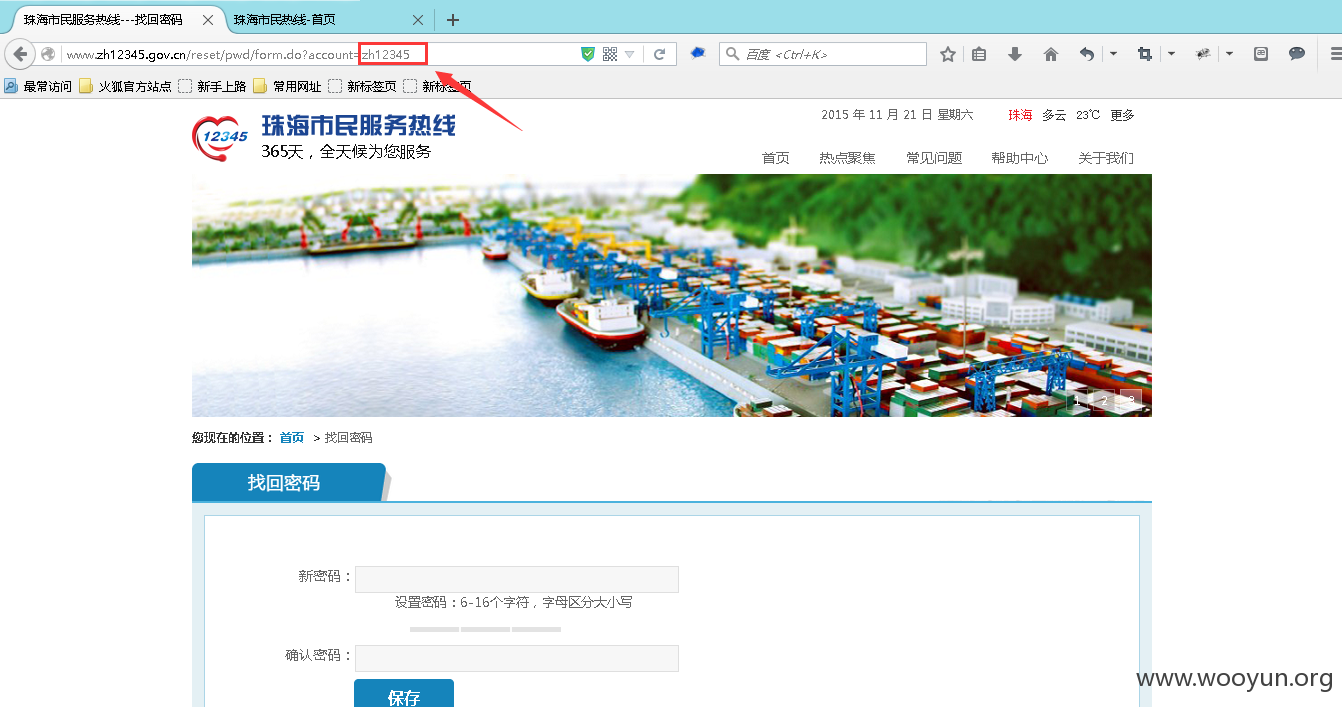 珠海市民服务热线---找回密码
珠海市民热线-首页
www.zh12345.gov.cn/reset/pwd/form.do?account=zh12345
百度 <Ctrl+K>
最常访问 火狐官方站点 新手上路 常用网址 新标签页 新标签页
2015 年 11 月 21 日 星期六 珠海 多云 23℃ 更多
12345
珠海市民服务热线
365天，全天候为您服务
首页 热点聚焦 常见问题 帮助中心 关于我们
1 2 3
您现在的位置： 首页 > 找回密码
找回密码
新密码：
设置密码：6-16个字符，字母区分大小写
确认密码：
保存
www.wooyun.org